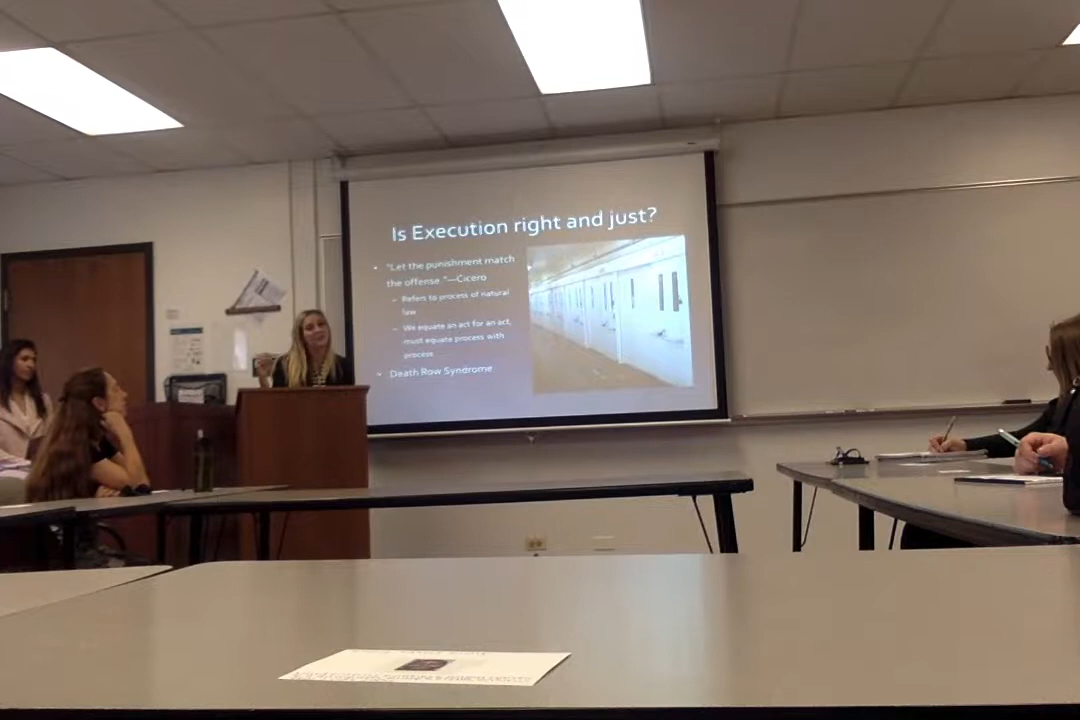 Is Execution right and just?
• "Let the punishment match
the offense "—Cicero
– Refers to process of natural
law
– We equate an act for an act,
must equate process with
process
• Death Row Syndrome